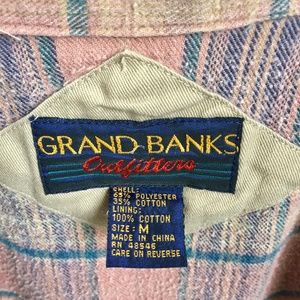 GRAND-BANKS
Outfitters
SHELL:
65% POLYESTER
35% COTTON
LINING:
100% COTTON
SIZE: M
MADE IN CHINA
RN 48546
CARE ON REVERSE